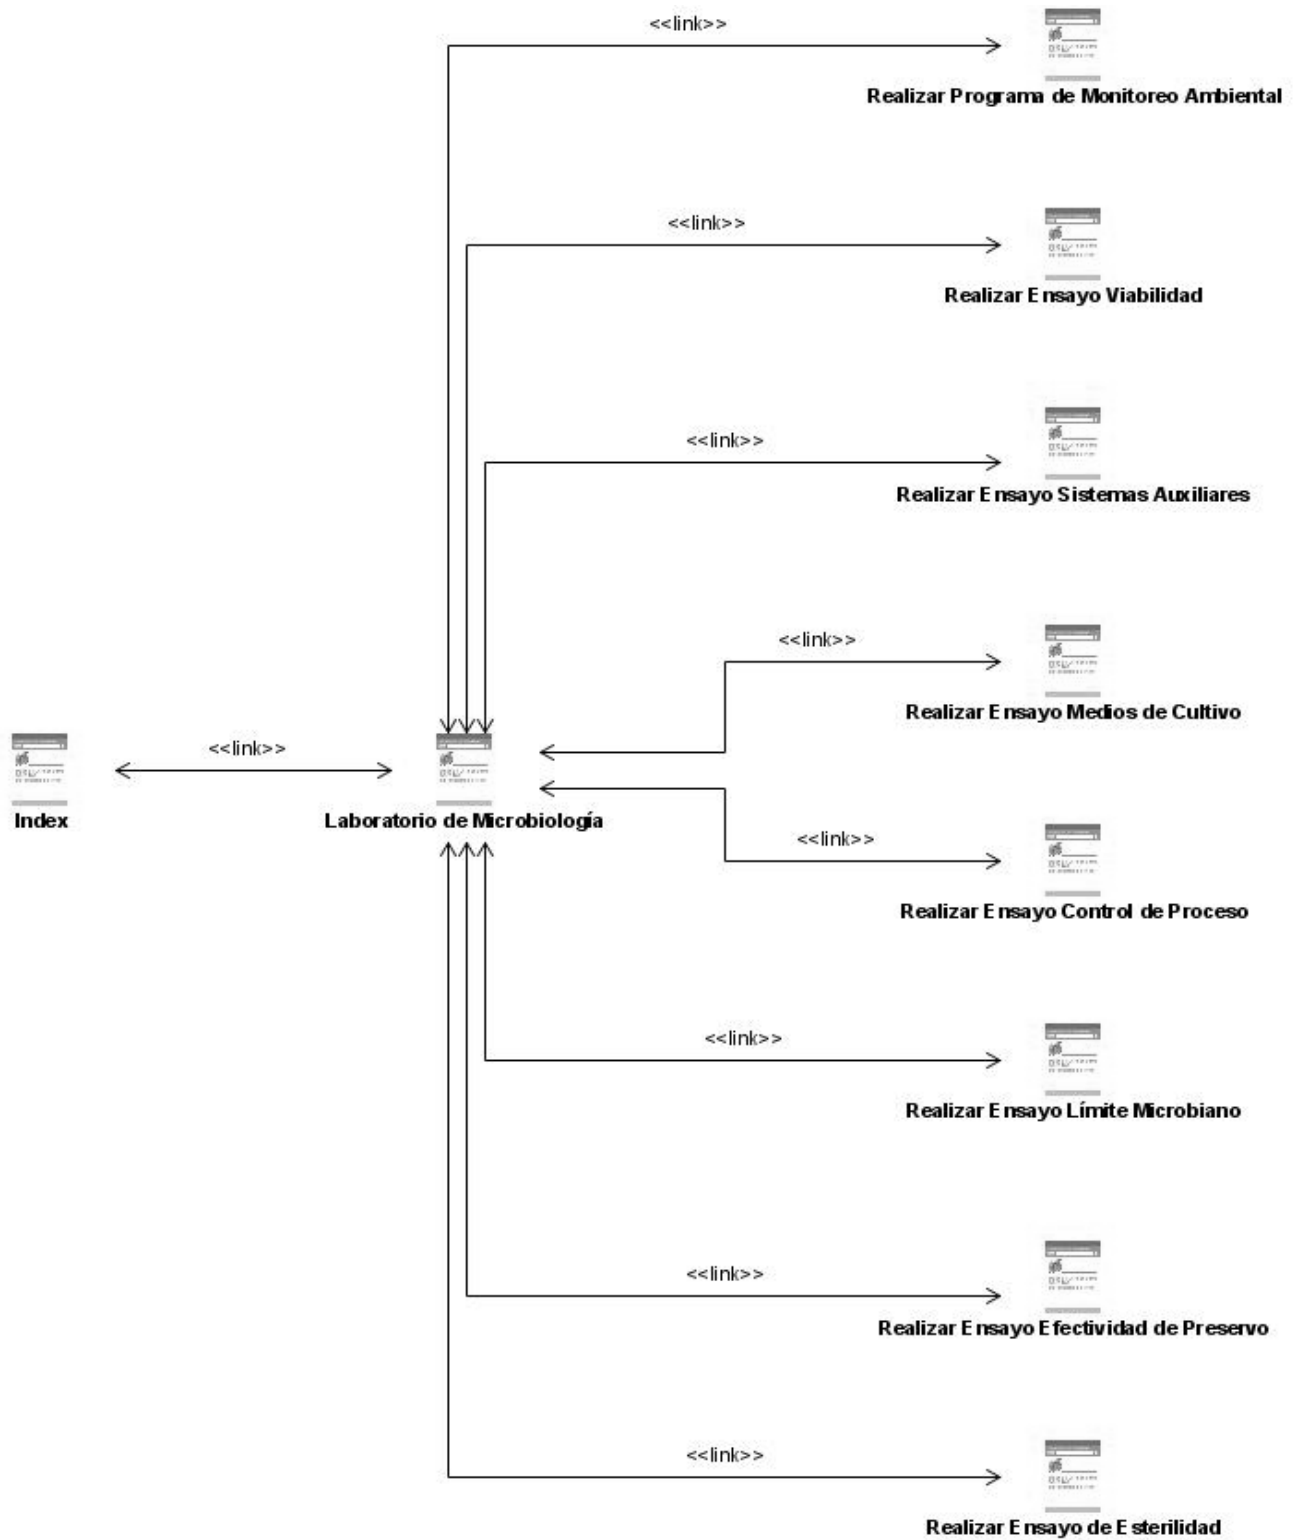 <<link>>
Realizar Programa de Monitoreo Ambiental
<<link>>
Realizar Ensayo Viabilidad
<<link>>
Realizar Ensayo Sistemas Auxiliares
<<link>>
Realizar Ensayo Medios de Cultivo
<<link>>
Index
Laboratorio de Microbiología
<<link>>
Realizar Ensayo Control de Proceso
<<link>>
Realizar Ensayo Límite Microbiano
<<link>>
Realizar Ensayo Efectividad de Preservo
<<link>>
Realizar Ensayo de Esterilidad